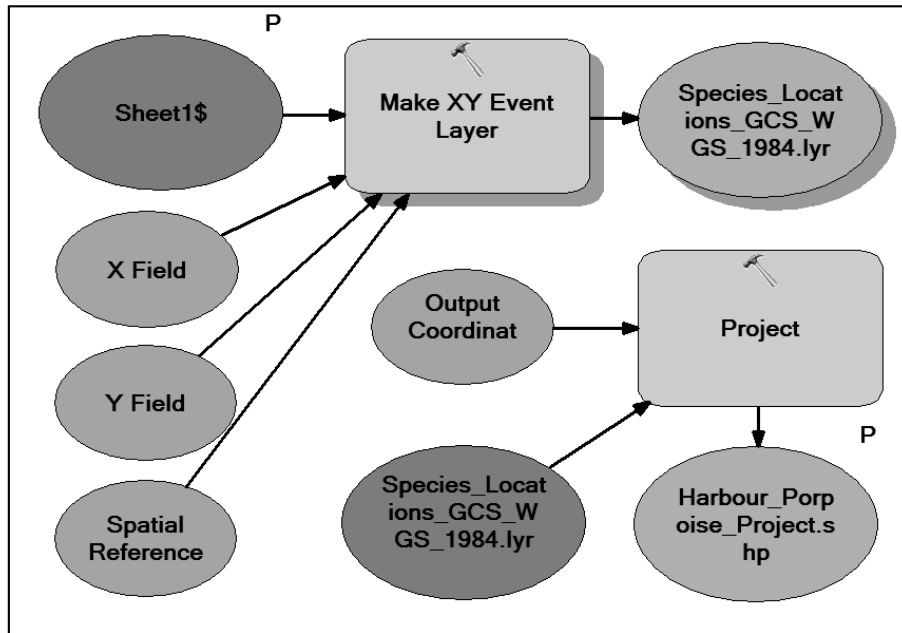 P
Sheet1$
Make XY Event
Layer
Species_Locat
ions_GCS_W
GS_1984.lyr
X Field
Y Field
Spatial
Reference
Output
Coordinat
Project
Species_Locat
ions_GCS_W
GS_1984.lyr
P
Harbour_Porp
oise_Project.s
hp